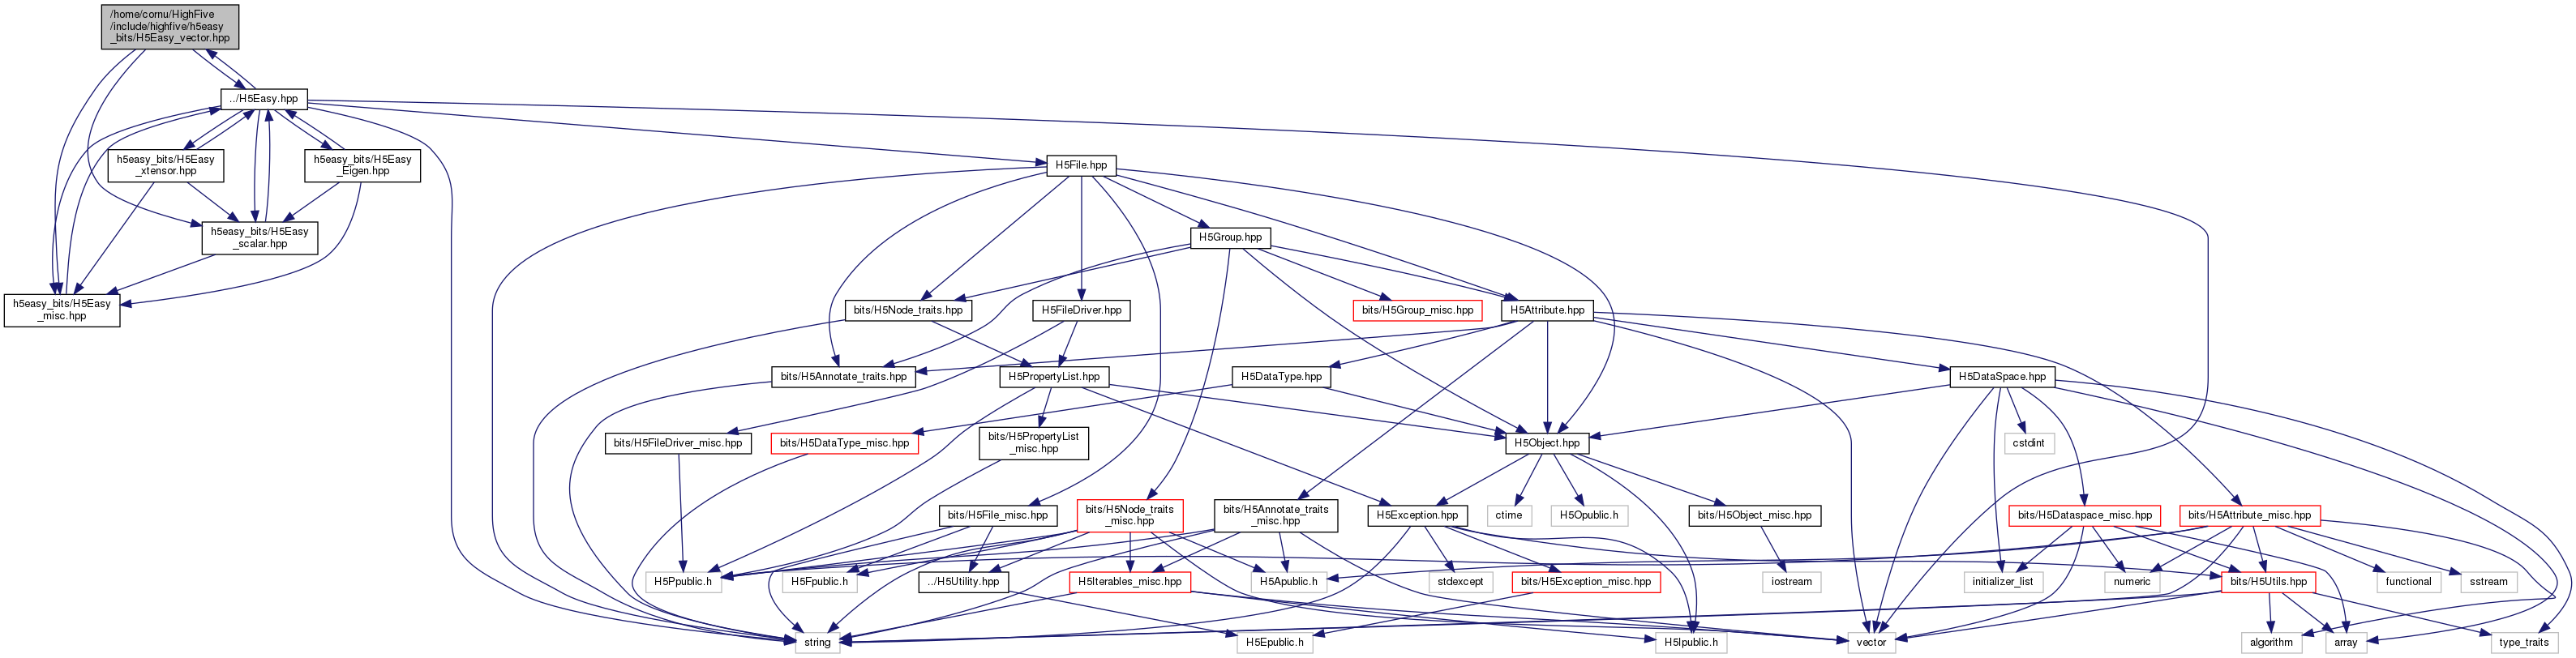 /home/cornu/HighFive
/include/highfive/h5easy
_bits/H5Easy_vector.hpp
../H5Easy.hpp
h5easy_bits/H5Easy
_xtensor.hpp
h5easy_bits/H5Easy
_Eigen.hpp
H5File.hpp
h5easy_bits/H5Easy
_scalar.hpp
H5Group.hpp
h5easy_bits/H5Easy
_misc.hpp
bits/H5Node_traits.hpp
H5FileDriver.hpp
bits/H5Group_misc.hpp
H5Attribute.hpp
bits/H5Annotate_traits.hpp
H5PropertyList.hpp
H5DataType.hpp
H5DataSpace.hpp
bits/H5FileDriver_misc.hpp
bits/H5DataType_misc.hpp
bits/H5PropertyList
_misc.hpp
H5Object.hpp
cstdint
bits/H5File_misc.hpp
bits/H5Node_traits
_misc.hpp
bits/H5Annotate_traits
_misc.hpp
H5Exception.hpp
ctime
H5Opublic.h
bits/H5Object_misc.hpp
bits/H5Dataspace_misc.hpp
bits/H5Attribute_misc.hpp
H5Ppublic.h
H5Fpublic.h
../H5Utility.hpp
H5Iterables_misc.hpp
H5Apublic.h
stdexcept
bits/H5Exception_misc.hpp
iostream
initializer_list
numeric
bits/H5Utils.hpp
functional
sstream
string
H5Epublic.h
H5Ipublic.h
vector
algorithm
array
type_traits